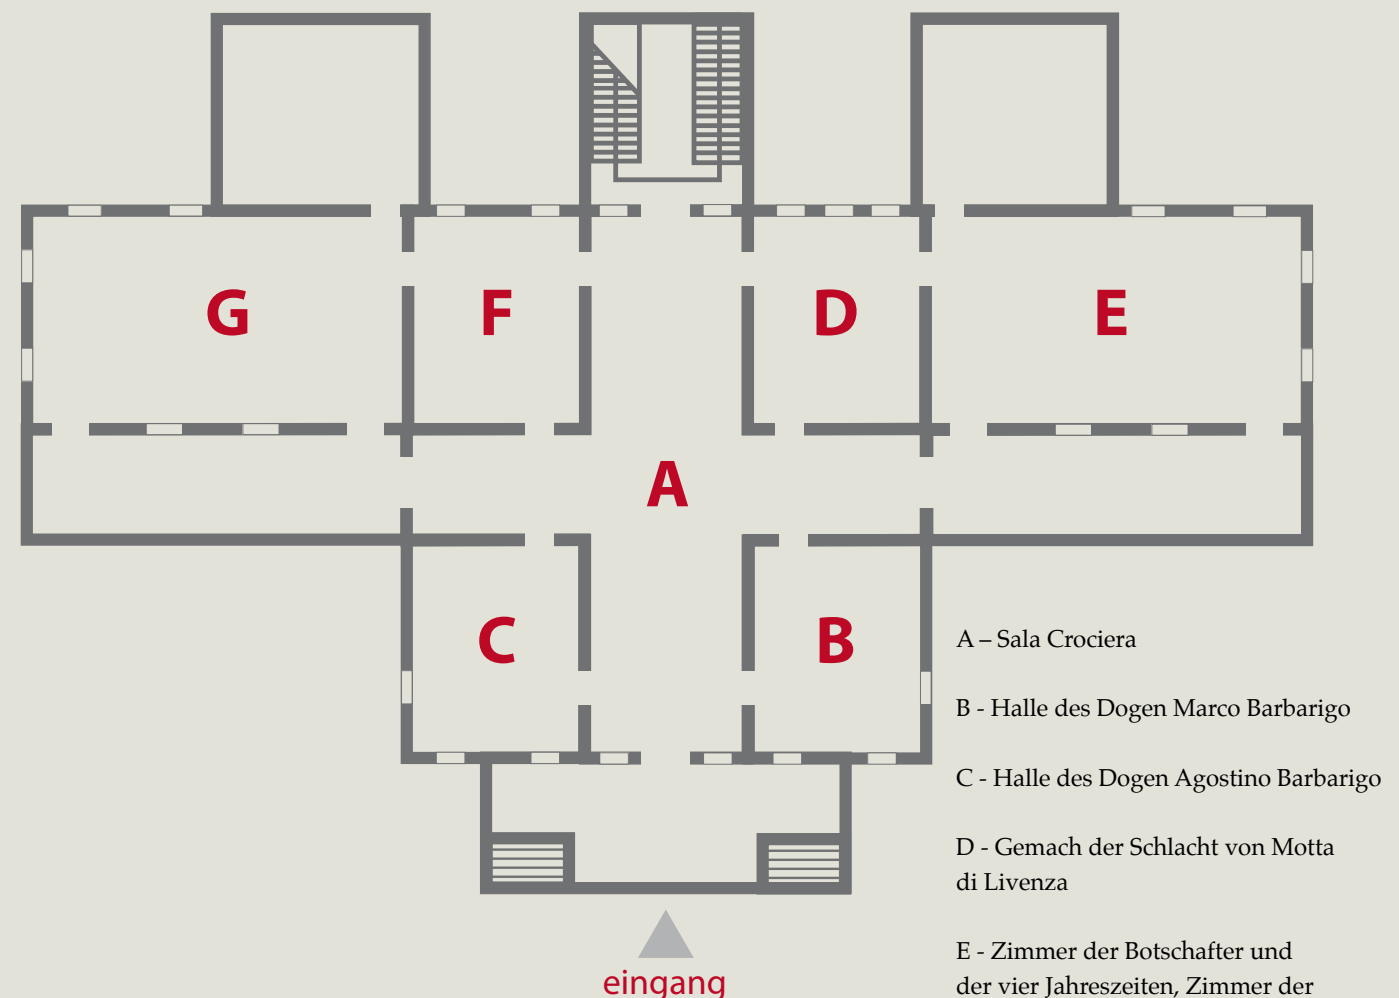 G
F
D
E
A
C
B
A – Sala Crociera
B - Halle des Dogen Marco Barbarigo
C - Halle des Dogen Agostino Barbarigo
D - Gemach der Schlacht von Motta
di Livenza
E - Zimmer der Botschafter und
der vier Jahreszeiten, Zimmer der
eingang